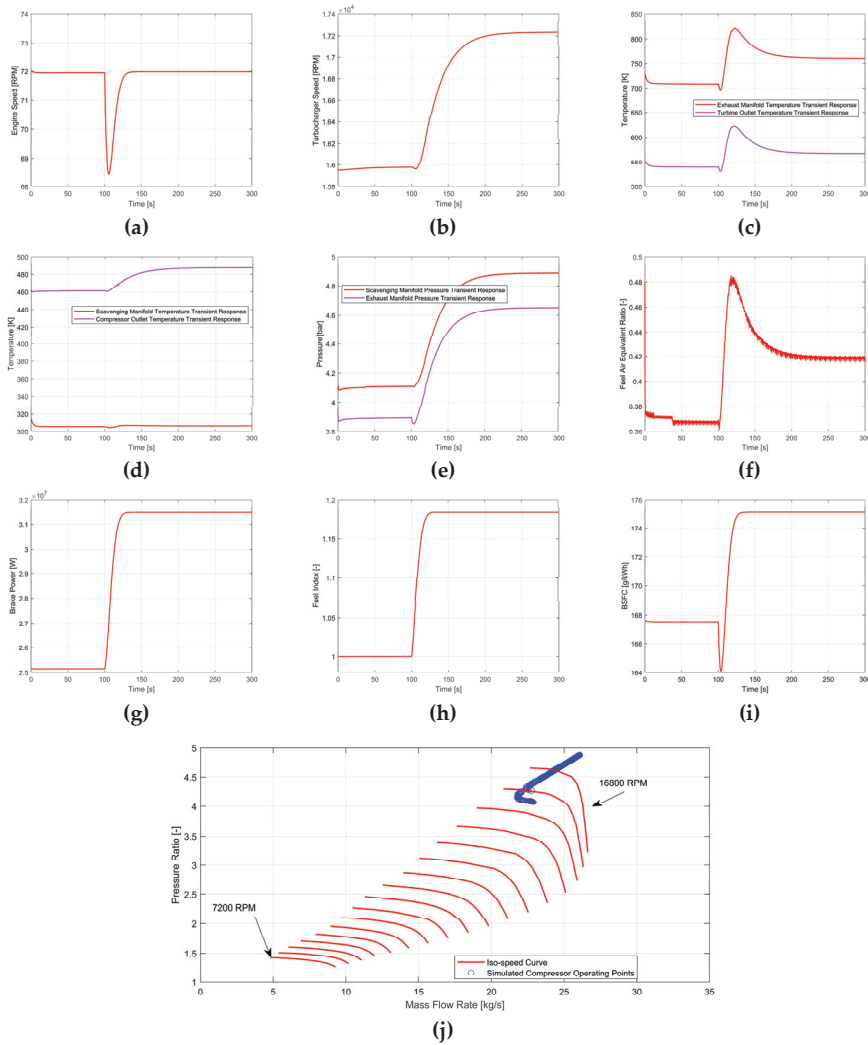 ×10⁴
Engine Speed [RPM]
74 73 72 71 70 69 68
0 50 100 150 200 250 300
Time [s]
(a)
Turbocharger Speed [RPM]
1.74 1.72 1.7 1.68 1.66 1.64 1.62 1.6 1.58
0 50 100 150 200 250 300
Time [s]
(b)
Temperature [K]
850 800 750 700 650 600
Exhaust Manifold Temperature Transient Response
Turbine Outlet Temperature Transient Response
0 50 100 150 200 250 300
Time [s]
(c)
Temperature [K]
500 480 460 440 420 400 380 360 340 320 300
Scavenging Manifold Temperature Transient Response
Compressor Outlet Temperature Transient Response
0 50 100 150 200 250 300
Time [s]
(d)
Pressure[bar]
5 4.8 4.6 4.4 4.2 4 3.8
Scavenging Manifold Pressure Transient Response
Exhaust Manifold Pressure Transient Response
0 50 100 150 200 250 300
Time [s]
(e)
Fuel Air Equivalent Ratio [-]
0.5 0.48 0.46 0.44 0.42 0.4 0.38 0.36
0 50 100 150 200 250 300
Time [s]
(f)
×10⁷
Brake Power [W]
3.2 3.1 3 2.9 2.8 2.7 2.6 2.5
0 50 100 150 200 250 300
Time [s]
(g)
Fuel Index [-]
1.2 1.15 1.1 1.05 1
0 50 100 150 200 250 300
Time [s]
(h)
BSFC [g/kWh]
176 174 172 170 168 166 164
0 50 100 150 200 250 300
Time [s]
(i)
Pressure Ratio [-]
5 4.5 4 3.5 3 2.5 2 1.5 1
16800 RPM
7200 RPM
Iso-speed Curve
Simulated Compressor Operating Points
0 5 10 15 20 25 30 35
Mass Flow Rate [kg/s]
(j)